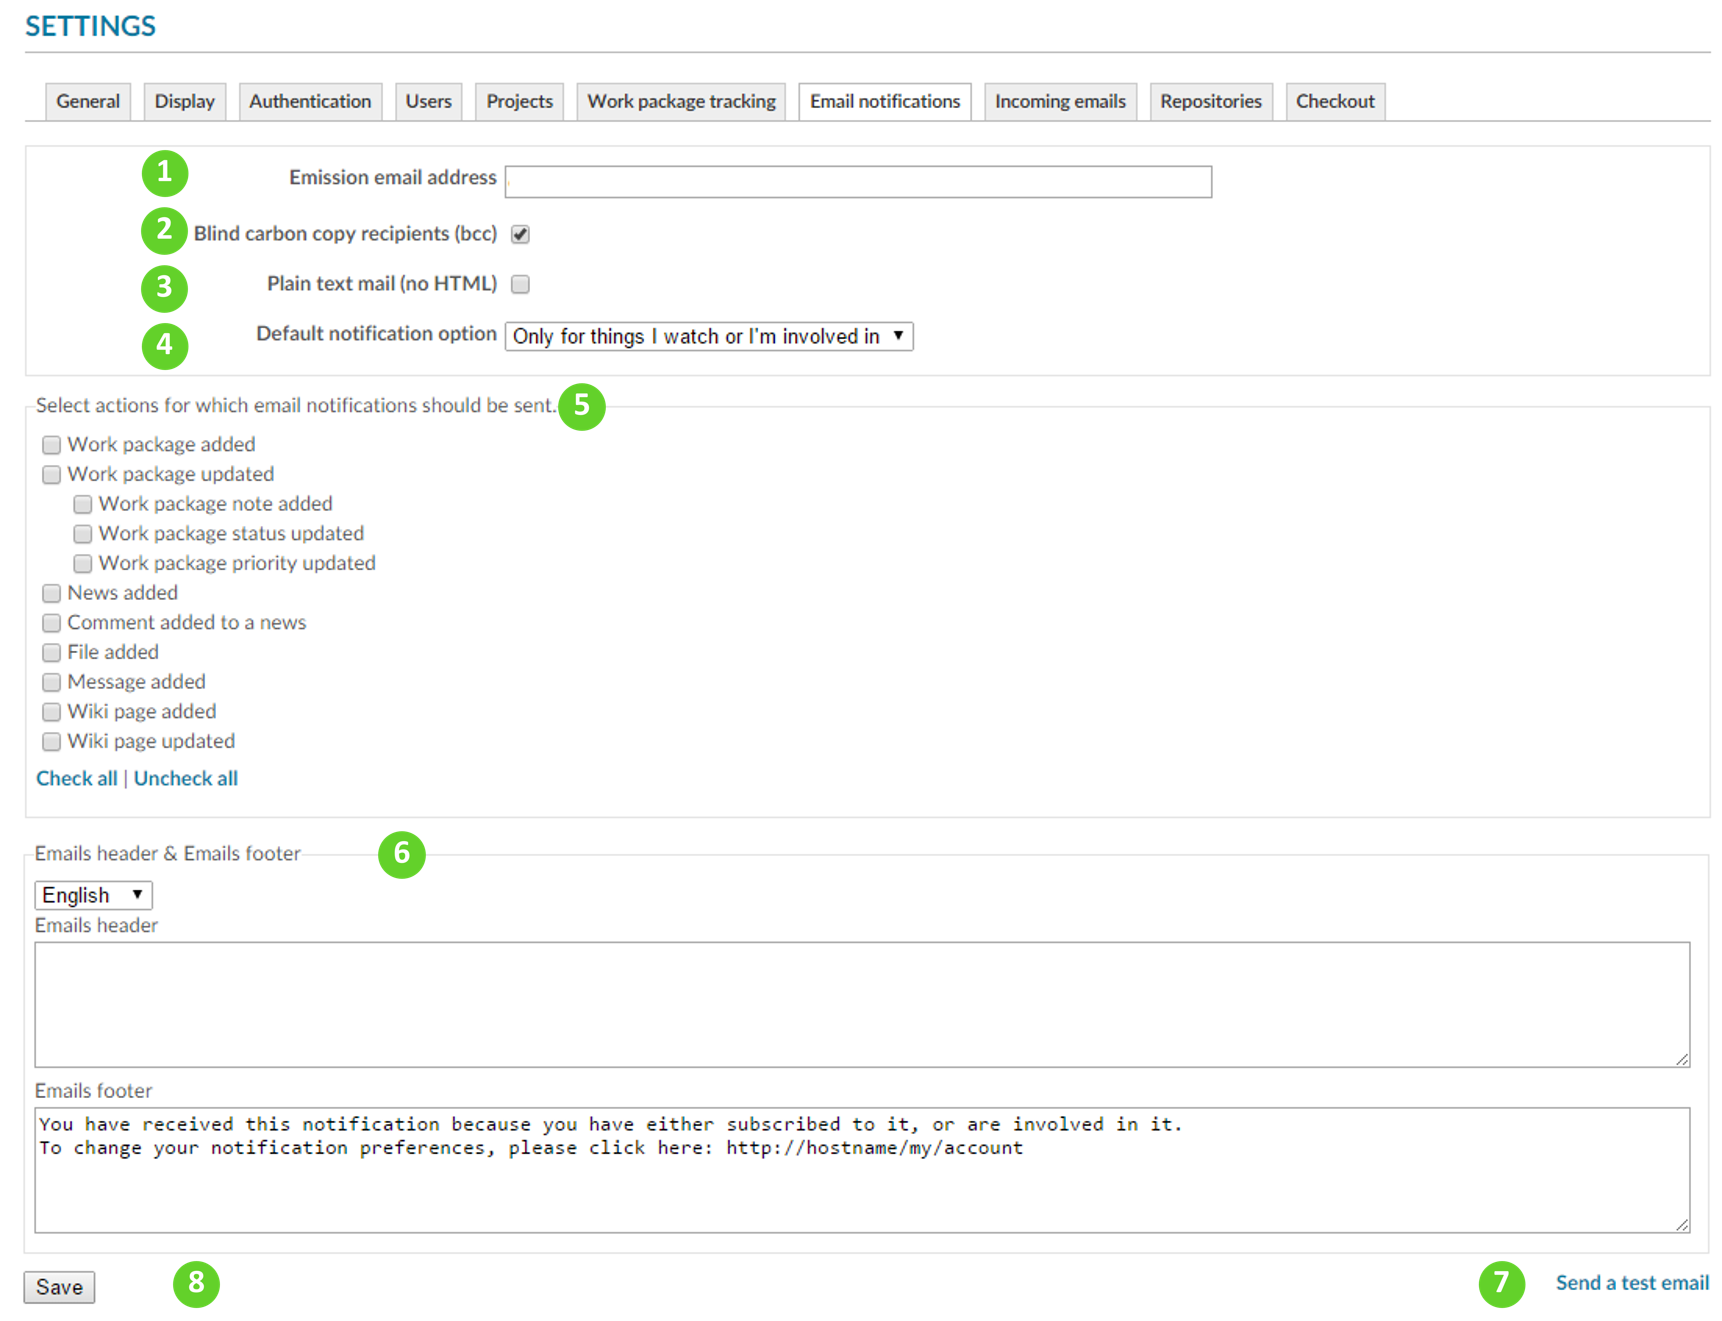 SETTINGS
General Display Authentication Users Projects Work package tracking Email notifications Incoming emails Repositories Checkout
1 Emission email address
2 Blind carbon copy recipients (bcc)
3 Plain text mail (no HTML)
4 Default notification option Only for things I watch or I'm involved in
Select actions for which email notifications should be sent. 5
Work package added
Work package updated
Work package note added
Work package status updated
Work package priority updated
News added
Comment added to a news
File added
Message added
Wiki page added
Wiki page updated
Check all | Uncheck all
Emails header & Emails footer 6
English
Emails header
Emails footer
You have received this notification because you have either subscribed to it, or are involved in it.
To change your notification preferences, please click here: http://hostname/my/account
Save 8 7 Send a test email